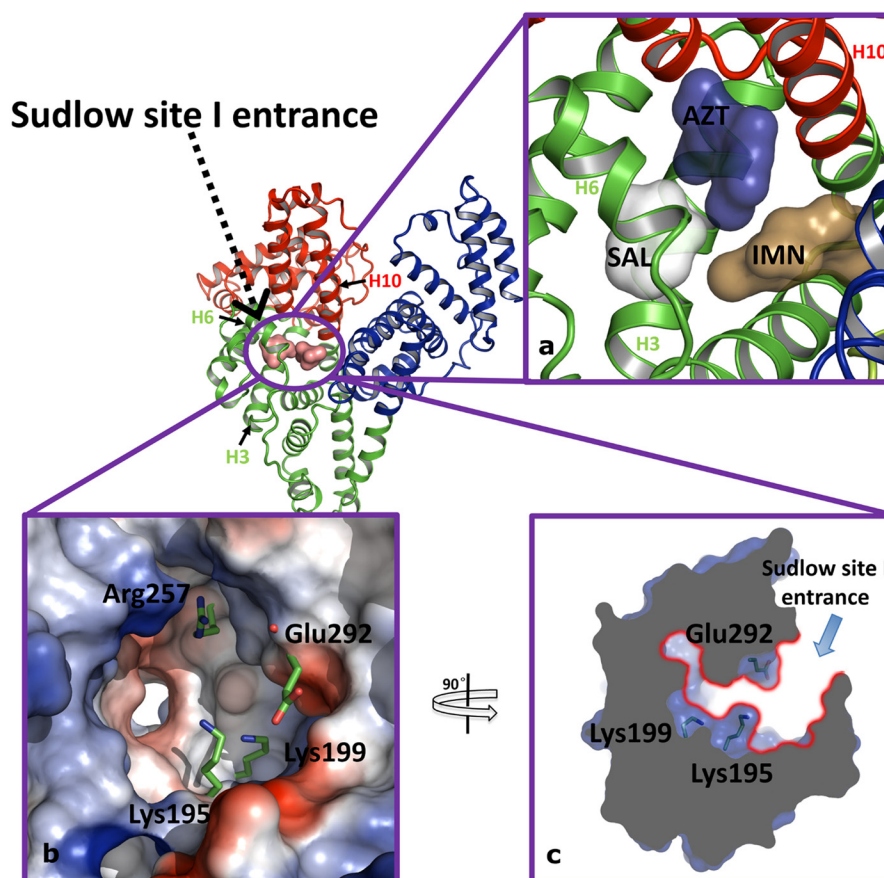 Sudlow site I entrance
H10
H6
H3
AZT
H10
H6
SAL
IMN
H3
a
Arg257
Glu292
Lys199
Lys195
b
90°
Sudlow site I
entrance
Glu292
Lys199
Lys195
c